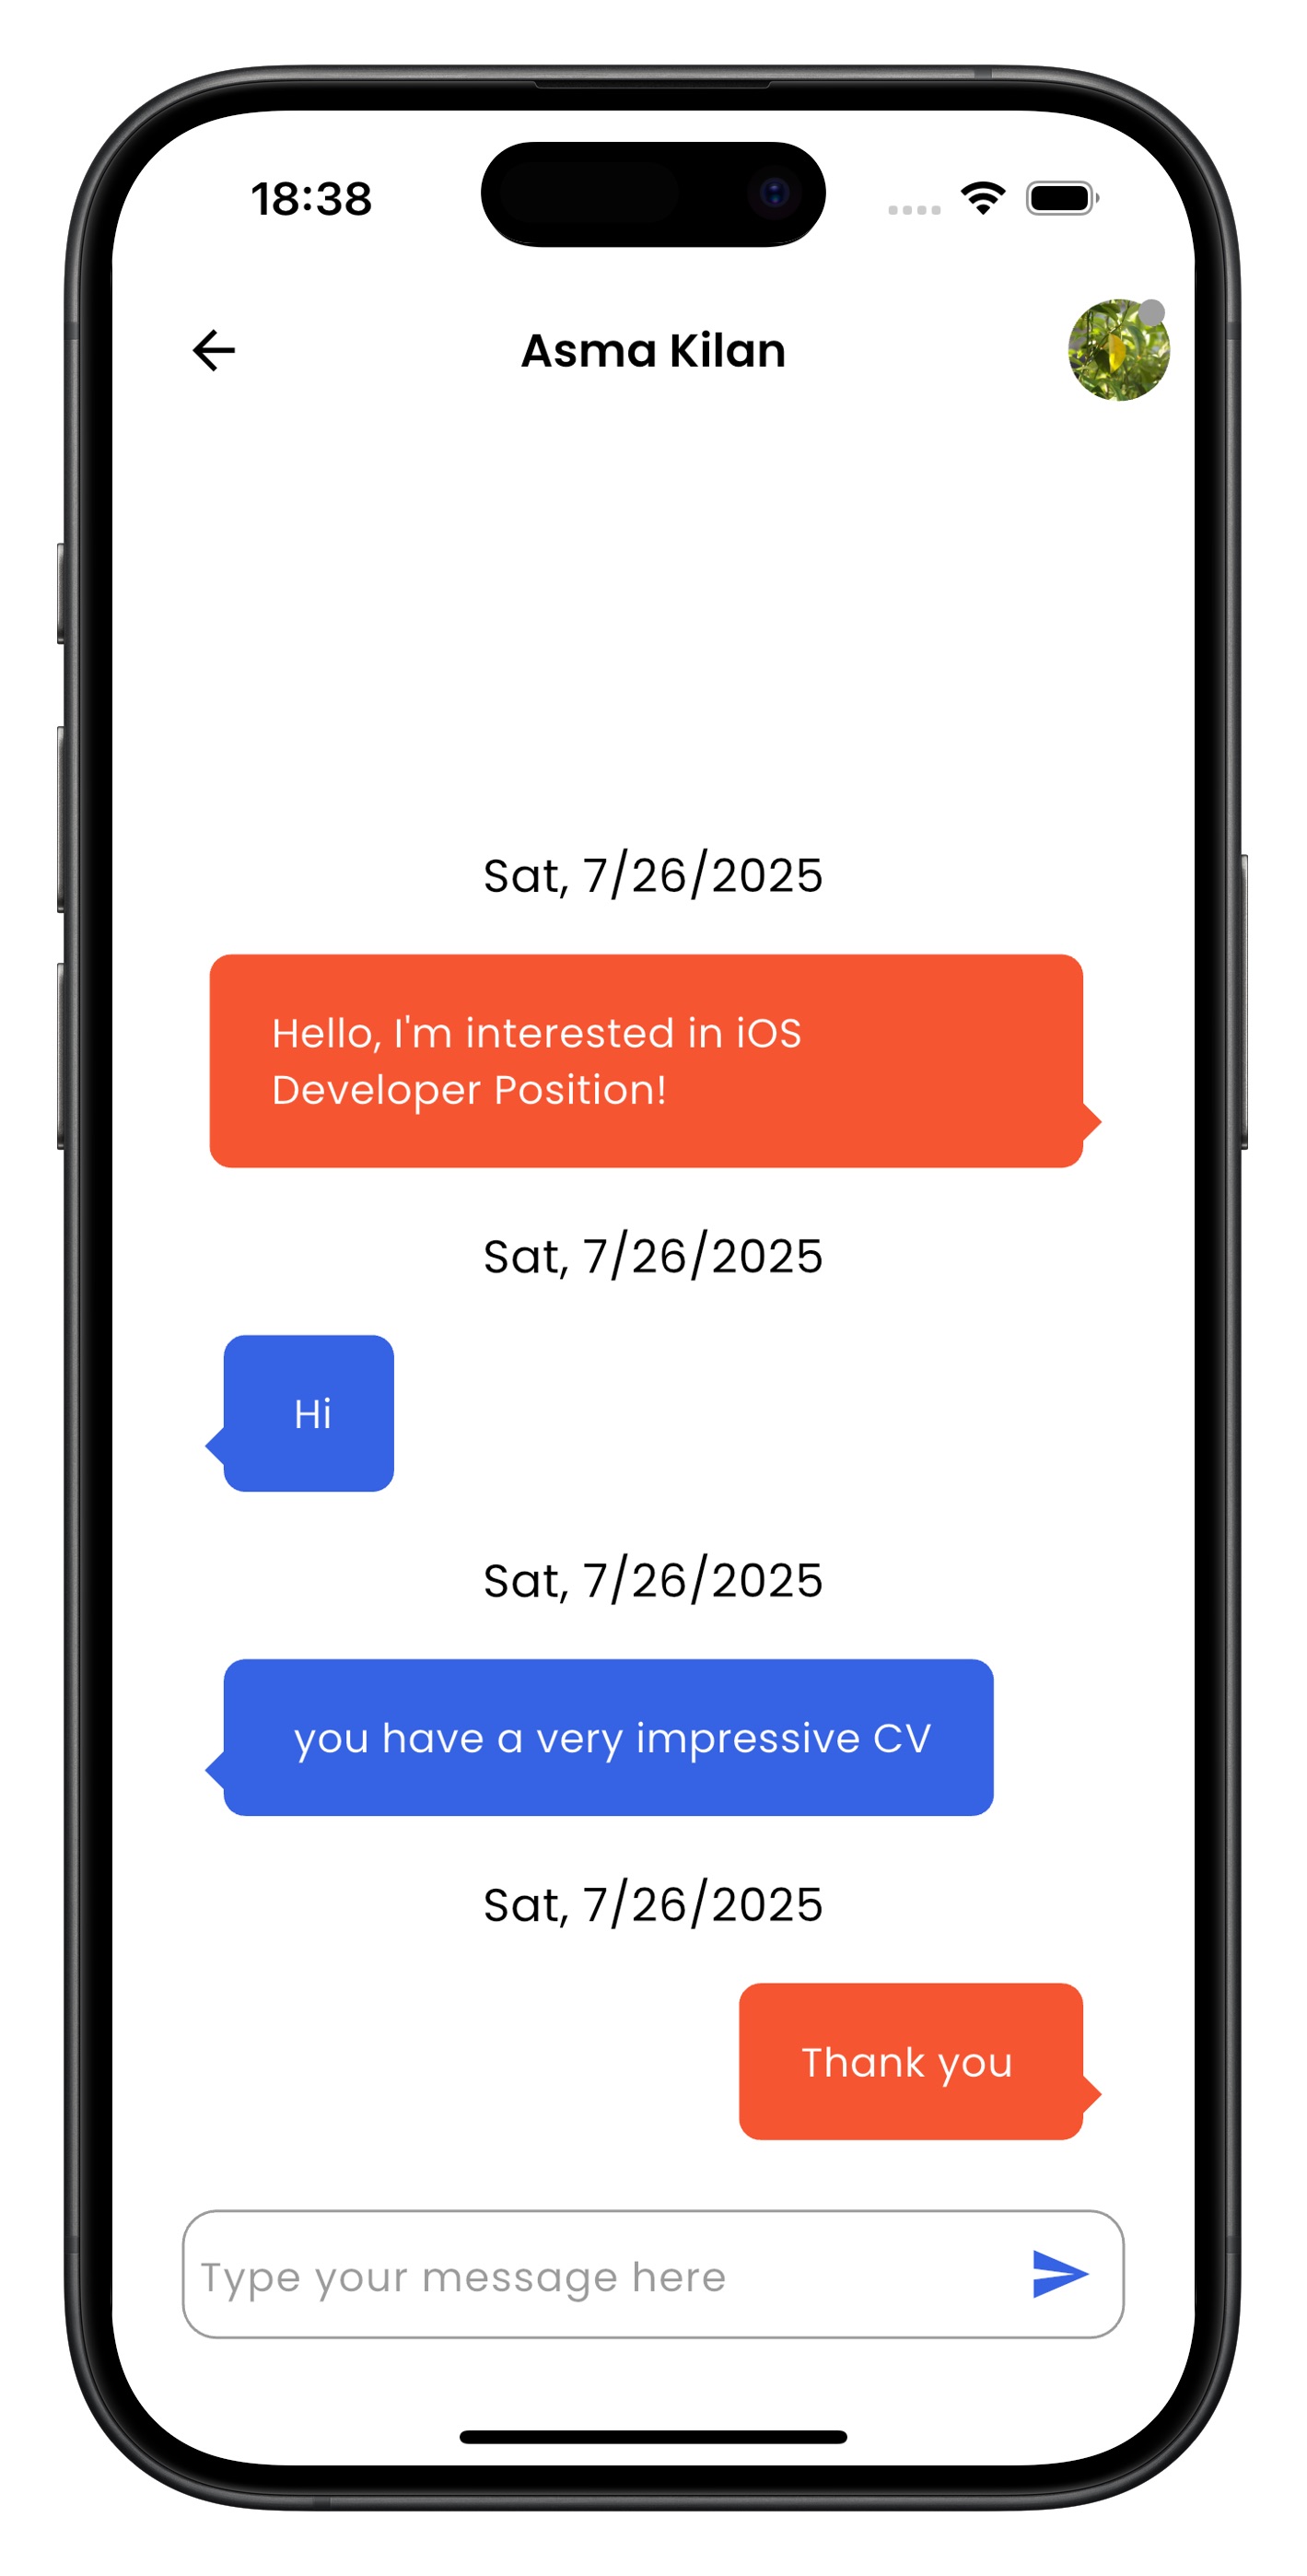 18:38
Asma Kilan
Sat, 7/26/2025
Hello, I'm interested in iOS
Developer Position!
Sat, 7/26/2025
Hi
Sat, 7/26/2025
you have a very impressive CV
Sat, 7/26/2025
Thank you
Type your message here